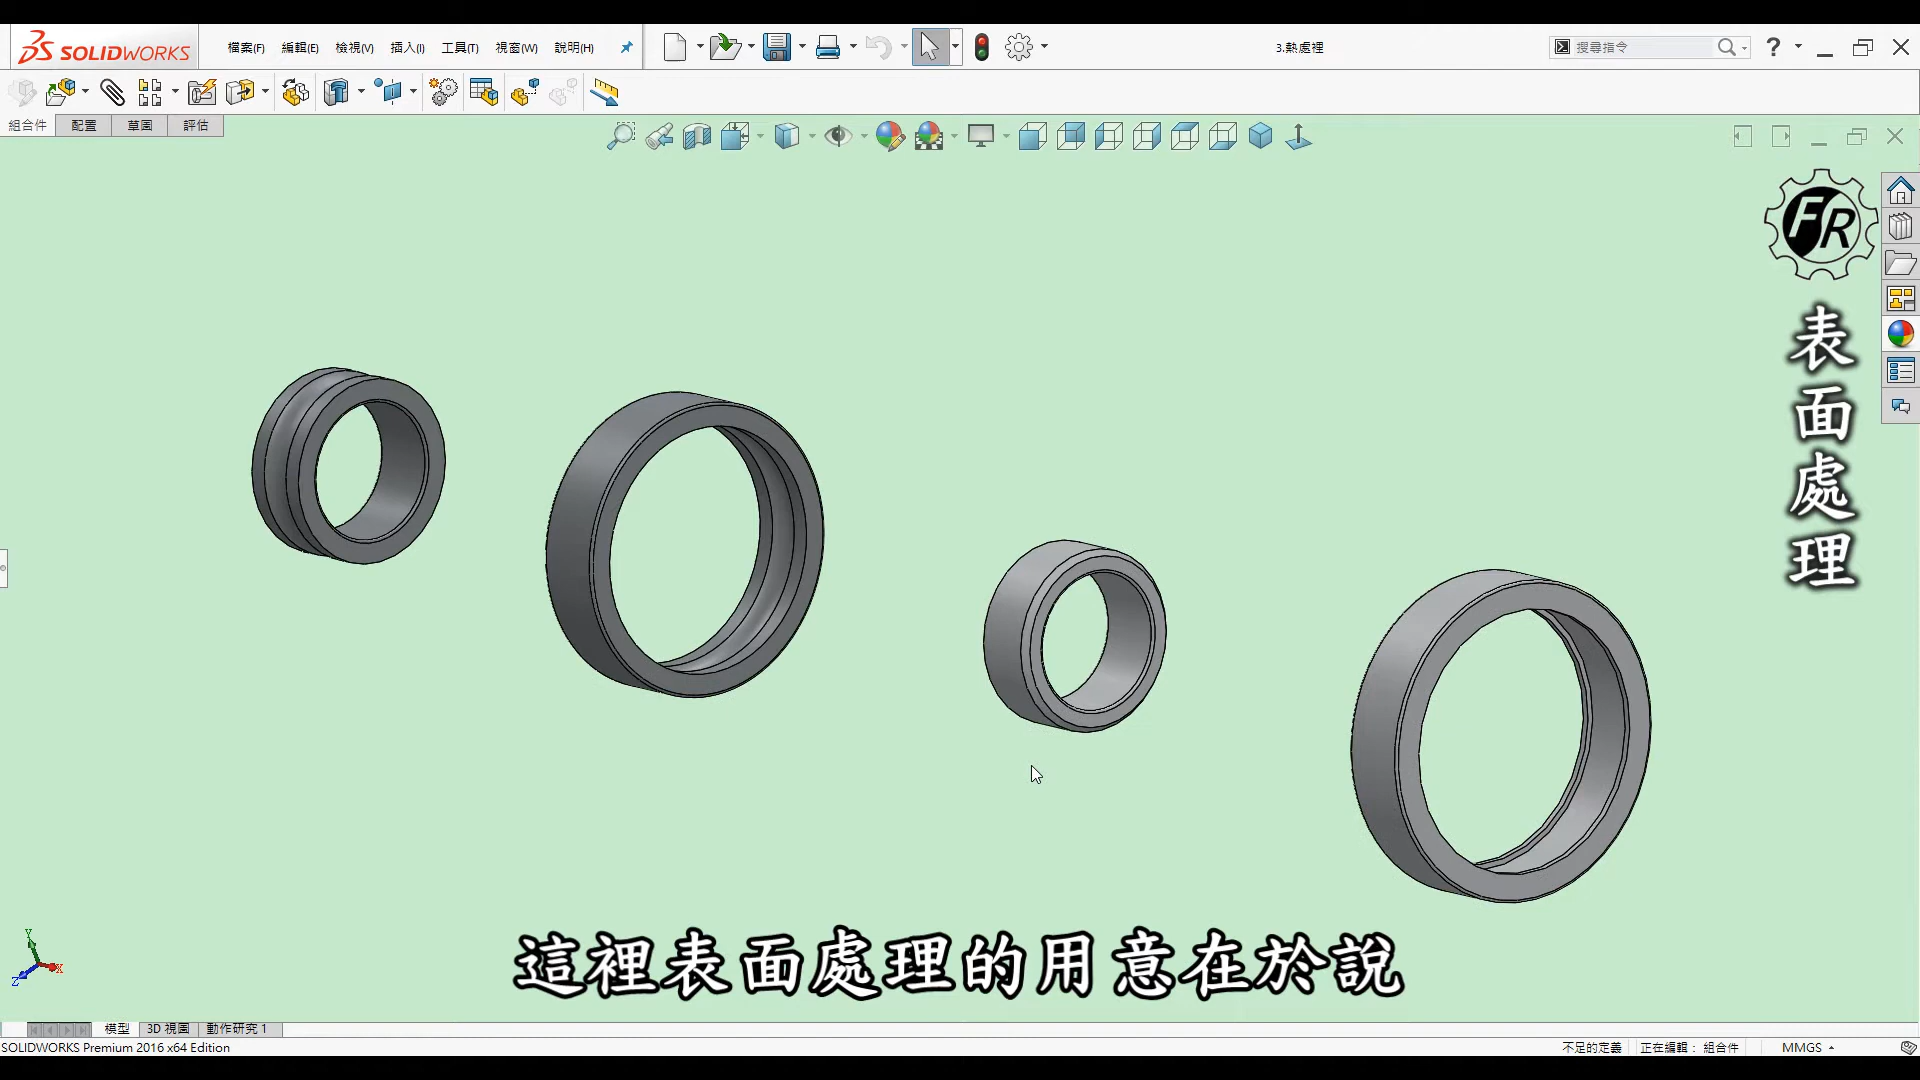 SOLIDWORKS
檔案(F) 編輯(E) 檢視(V) 插入(I) 工具(T) 視窗(W) 說明(H)
3.熱處裡
搜尋指令
組合件 配置 草圖 評估
FR
表面處理
這裡表面處理的用意在於說
Y
X
Z
模型 3D 視圖 動作研究 1
SOLIDWORKS Premium 2016 x64 Edition
不足的定義 正在編輯： 組合件 MMGS